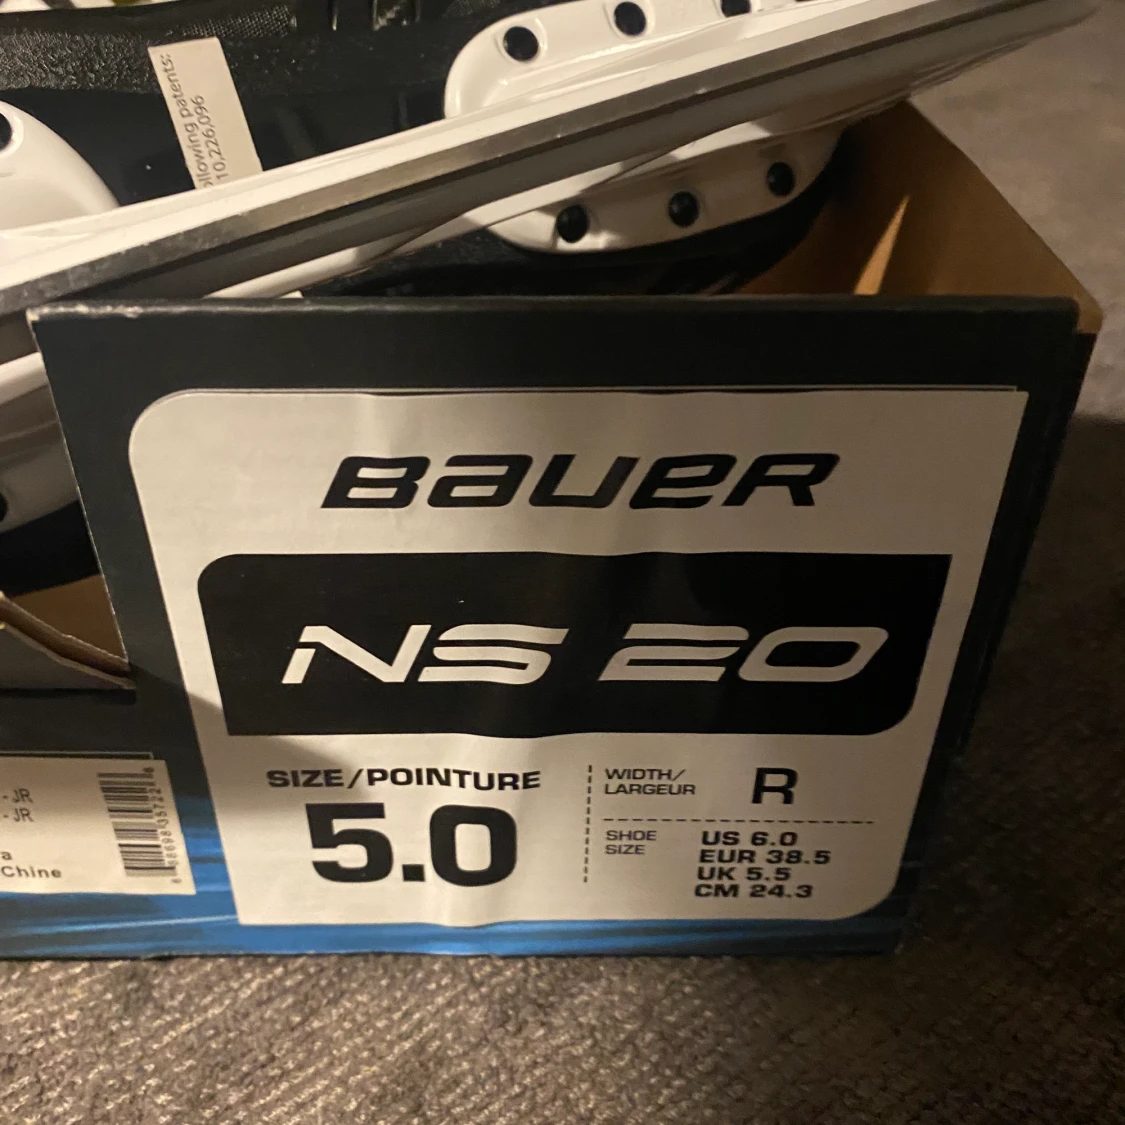 ollowing patents:
10,226,096
BAUER
NS 20
SIZE/POINTURE
5.0
WIDTH/
LARGEUR
R
SHOE
SIZE
US 6.0
EUR 38.5
UK 5.5
CM 24.3
- JR
- JR
a
Chine